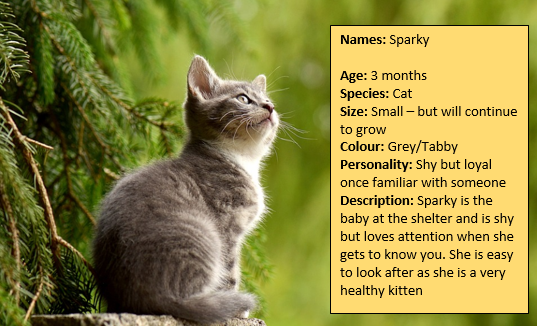 Names: Sparky
Age: 3 months
Species: Cat
Size: Small – but will continue
to grow
Colour: Grey/Tabby
Personality: Shy but loyal
once familiar with someone
Description: Sparky is the
baby at the shelter and is shy
but loves attention when she
gets to know you. She is easy
to look after as she is a very
healthy kitten